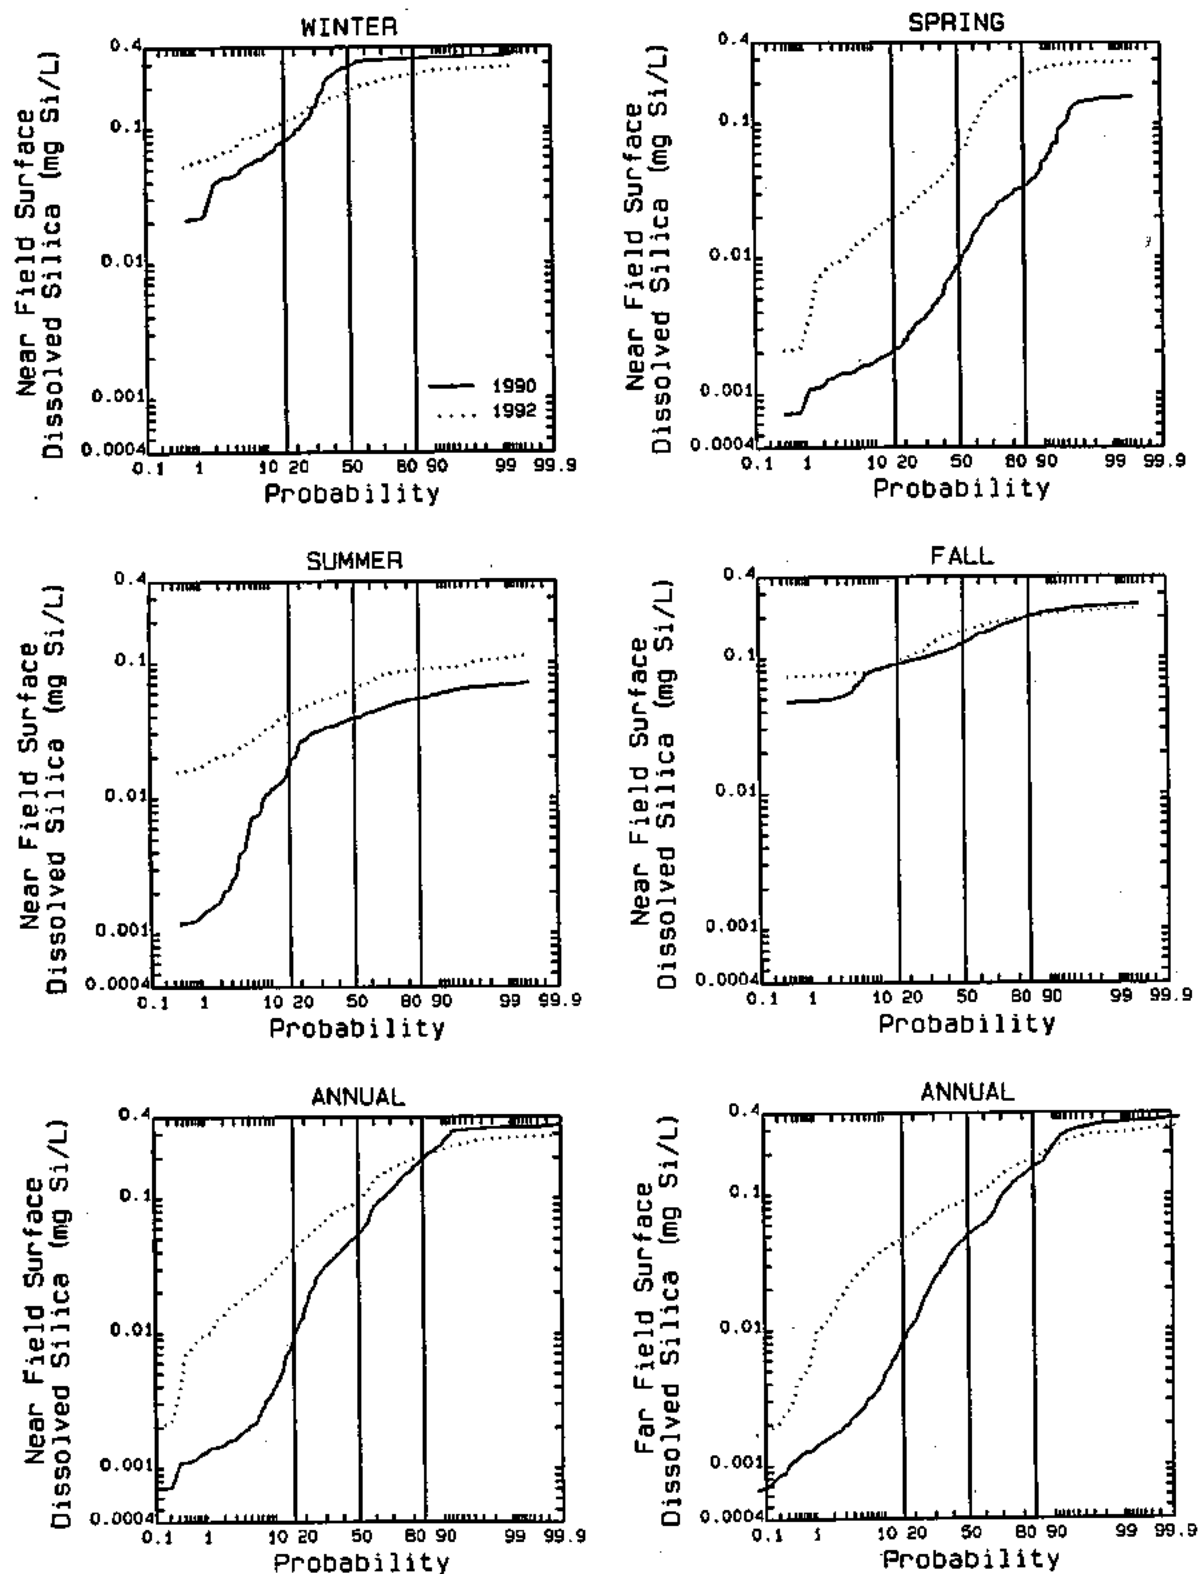 WINTER
Near Field Surface
Dissolved Silica (mg Si/L)
0.4
0.1
0.01
0.001
0.0004
1990
1992
0.1 1 10 20 50 80 90 99 99.9
Probability
SPRING
Near Field Surface
Dissolved Silica (mg Si/L)
0.4
0.1
0.01
0.001
0.0004
0.1 1 10 20 50 80 90 99 99.9
Probability
SUMMER
Near Field Surface
Dissolved Silica (mg Si/L)
0.4
0.1
0.01
0.001
0.0004
0.1 1 10 20 50 80 90 99 99.9
Probability
FALL
Near Field Surface
Dissolved Silica (mg Si/L)
0.4
0.1
0.01
0.001
0.0004
0.1 1 10 20 50 80 90 99 99.9
Probability
ANNUAL
Near Field Surface
Dissolved Silica (mg Si/L)
0.4
0.1
0.01
0.001
0.0004
0.1 1 10 20 50 80 90 99 99.9
Probability
ANNUAL
Far Field Surface
Dissolved Silica (mg Si/L)
0.4
0.1
0.01
0.001
0.0004
0.1 1 10 20 50 80 90 99 99.9
Probability